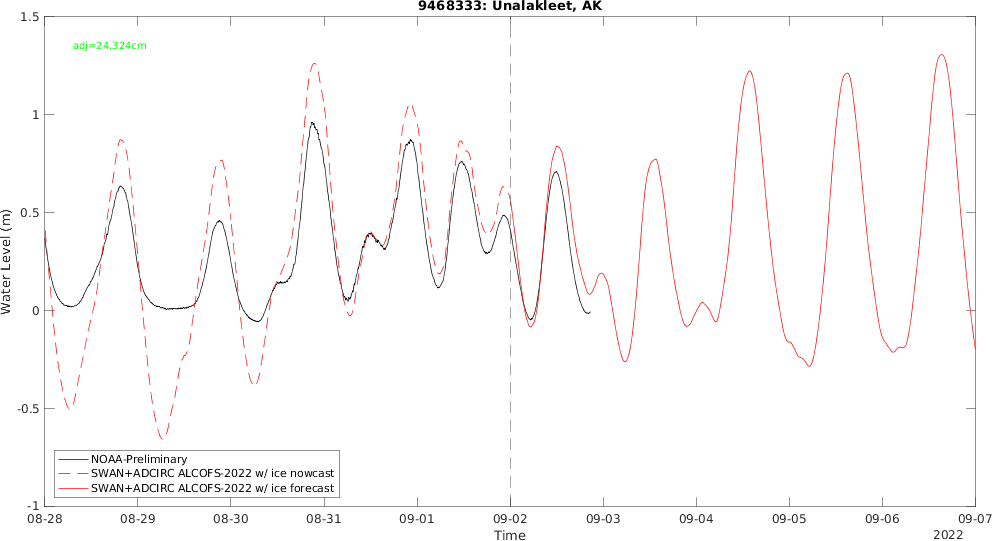 9468333: Unalakleet, AK
adj=24,324cm
Water Level (m)
1.5
1
0.5
0
-0.5
-1
NOAA-Preliminary
SWAN+ADCIRC ALCOFS-2022 w/ ice nowcast
SWAN+ADCIRC ALCOFS-2022 w/ ice forecast
08-28 08-29 08-30 08-31 09-01 09-02 09-03 09-04 09-05 09-06 09-07
Time
2022